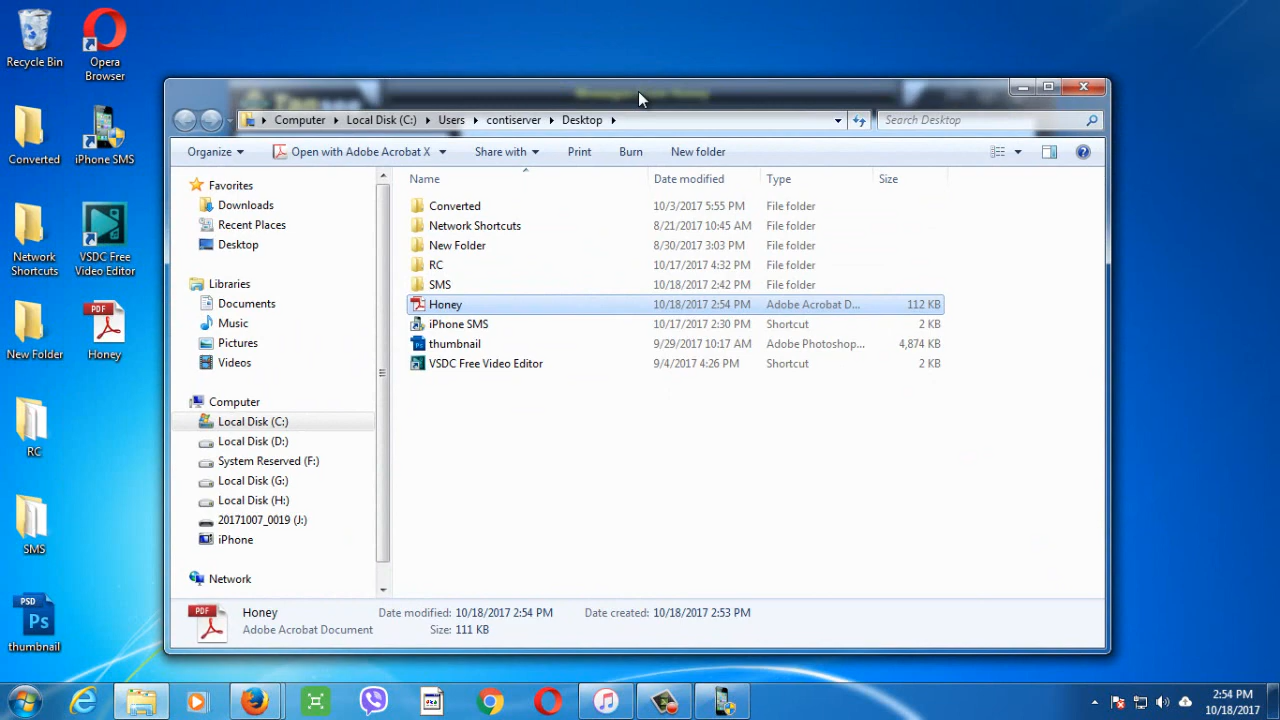 Recycle Bin
Opera
Browser
Converted
iPhone SMS
Network
Shortcuts
VSDC Free
Video Editor
New Folder
PDF
Honey
RC
SMS
PSD
Ps
thumbnail
Computer Local Disk (C:) Users contiserver Desktop
Search Desktop
Organize Open with Adobe Acrobat X Share with Print Burn New folder
Name Date modified Type Size
Favorites
Downloads
Recent Places
Desktop
Libraries
Documents
Music
Pictures
Videos
Computer
Local Disk (C:)
Local Disk (D:)
System Reserved (F:)
Local Disk (G:)
Local Disk (H:)
20171007_0019 (J:)
iPhone
Network
Converted 10/3/2017 5:55 PM File folder
Network Shortcuts 8/21/2017 10:45 AM File folder
New Folder 8/30/2017 3:03 PM File folder
RC 10/17/2017 4:32 PM File folder
SMS 10/18/2017 2:42 PM File folder
Honey 10/18/2017 2:54 PM Adobe Acrobat D... 112 KB
iPhone SMS 10/17/2017 2:30 PM Shortcut 2 KB
thumbnail 9/29/2017 10:17 AM Adobe Photoshop... 4,874 KB
VSDC Free Video Editor 9/4/2017 4:26 PM Shortcut 2 KB
PDF
Honey Date modified: 10/18/2017 2:54 PM Date created: 10/18/2017 2:53 PM
Adobe Acrobat Document Size: 111 KB
2:54 PM
10/18/2017